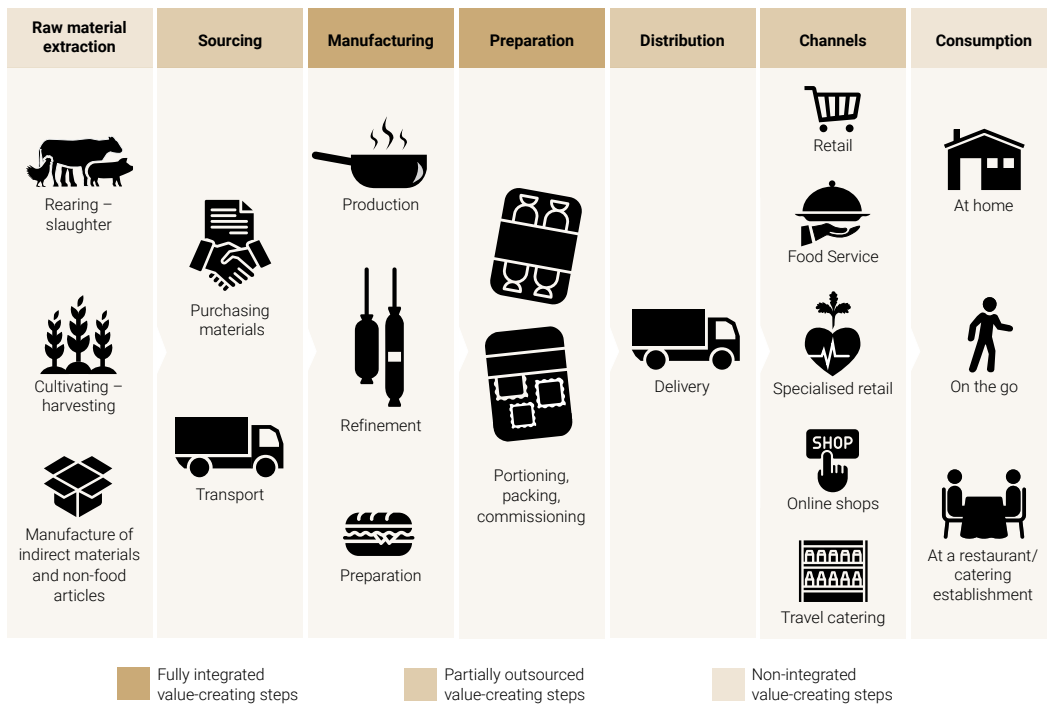 Raw material
extraction
Sourcing
Manufacturing
Preparation
Distribution
Channels
Consumption
Rearing –
slaughter
Cultivating –
harvesting
Manufacture of
indirect materials
and non-food
articles
Purchasing
materials
Transport
Production
Refinement
Preparation
Portioning,
packing,
commissioning
Delivery
Retail
Food Service
Specialised retail
SHOP
Online shops
Travel catering
At home
On the go
At a restaurant/
catering
establishment
Fully integrated
value-creating steps
Partially outsourced
value-creating steps
Non-integrated
value-creating steps